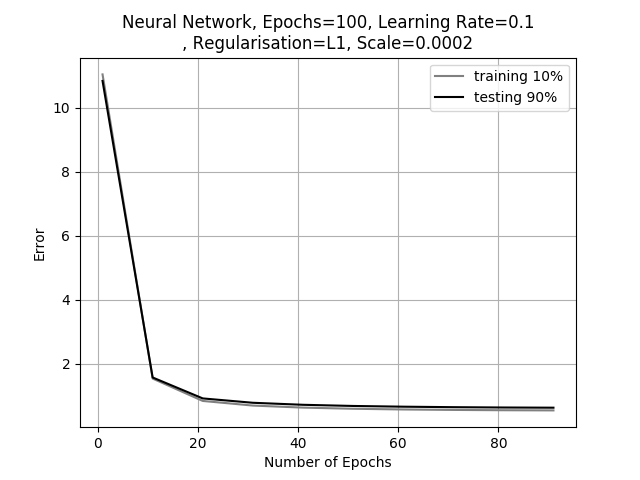 Neural Network, Epochs=100, Learning Rate=0.1
, Regularisation=L1, Scale=0.0002
training 10%
testing 90%
10
8
6
4
2
Error
0 20 40 60 80
Number of Epochs